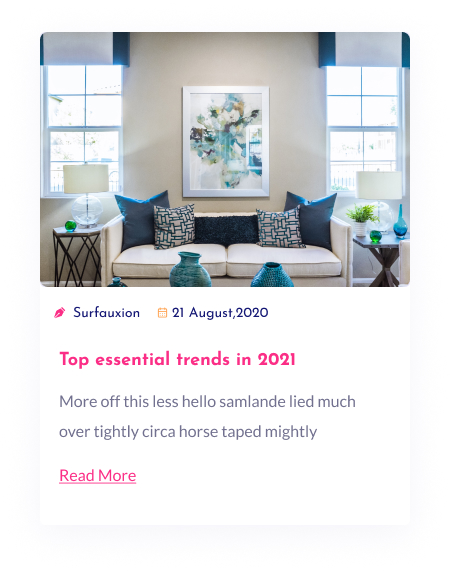 Surfauxion 21 August,2020
Top essential trends in 2021
More off this less hello samlande lied much
over tightly circa horse taped mightly
Read More